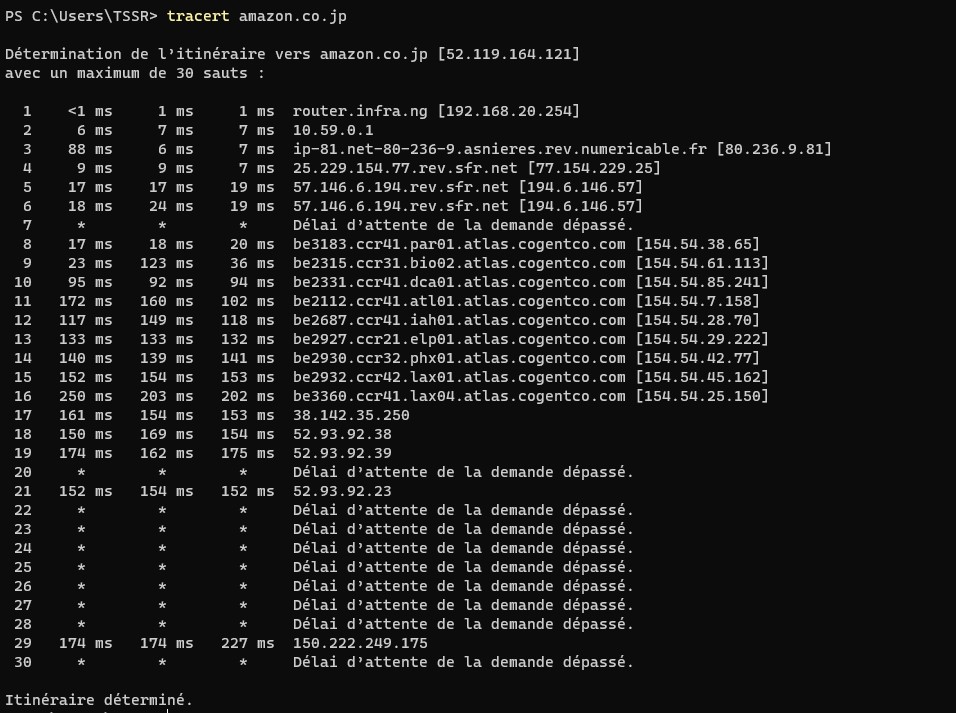 PS C:\Users\TSSR> tracert amazon.co.jp
Détermination de l'itinéraire vers amazon.co.jp [52.119.164.121]
avec un maximum de 30 sauts :
1 <1 ms 1 ms 1 ms router.infra.ng [192.168.20.254]
2 6 ms 7 ms 7 ms 10.59.0.1
3 88 ms 6 ms 7 ms ip-81.net-80-236-9.asnieres.rev.numericable.fr [80.236.9.81]
4 9 ms 9 ms 7 ms 25.229.154.77.rev.sfr.net [77.154.229.25]
5 17 ms 17 ms 19 ms 57.146.6.194.rev.sfr.net [194.6.146.57]
6 18 ms 24 ms 19 ms 57.146.6.194.rev.sfr.net [194.6.146.57]
7 * * * Délai d'attente de la demande dépassé.
8 17 ms 18 ms 20 ms be3183.ccr41.par01.atlas.cogentco.com [154.54.38.65]
9 23 ms 123 ms 36 ms be2315.ccr31.bio02.atlas.cogentco.com [154.54.61.113]
10 95 ms 92 ms 94 ms be2331.ccr41.dca01.atlas.cogentco.com [154.54.85.241]
11 172 ms 160 ms 102 ms be2112.ccr41.atl01.atlas.cogentco.com [154.54.7.158]
12 117 ms 149 ms 118 ms be2687.ccr41.iah01.atlas.cogentco.com [154.54.28.70]
13 133 ms 133 ms 132 ms be2927.ccr21.elp01.atlas.cogentco.com [154.54.29.222]
14 140 ms 139 ms 141 ms be2930.ccr32.phx01.atlas.cogentco.com [154.54.42.77]
15 152 ms 154 ms 153 ms be2932.ccr42.lax01.atlas.cogentco.com [154.54.45.162]
16 250 ms 203 ms 202 ms be3360.ccr41.lax04.atlas.cogentco.com [154.54.25.150]
17 161 ms 154 ms 153 ms 38.142.35.250
18 150 ms 169 ms 154 ms 52.93.92.38
19 174 ms 162 ms 175 ms 52.93.92.39
20 * * * Délai d'attente de la demande dépassé.
21 152 ms 154 ms 152 ms 52.93.92.23
22 * * * Délai d'attente de la demande dépassé.
23 * * * Délai d'attente de la demande dépassé.
24 * * * Délai d'attente de la demande dépassé.
25 * * * Délai d'attente de la demande dépassé.
26 * * * Délai d'attente de la demande dépassé.
27 * * * Délai d'attente de la demande dépassé.
28 * * * Délai d'attente de la demande dépassé.
29 174 ms 174 ms 227 ms 150.222.249.175
30 * * * Délai d'attente de la demande dépassé.
Itinéraire déterminé.